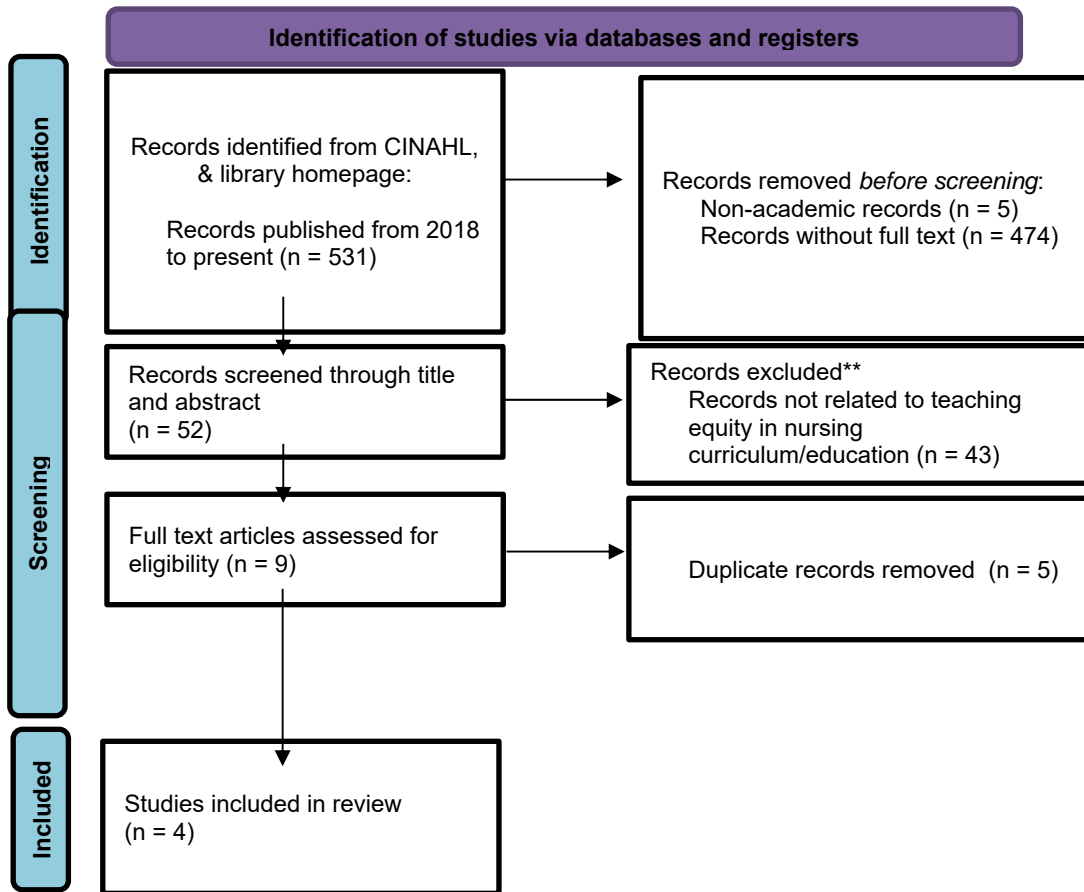 Identification of studies via databases and registers
Identification
Records identified from CINAHL,
& library homepage:
Records published from 2018
to present (n = 531)
Records removed before screening:
Non-academic records (n = 5)
Records without full text (n = 474)
Screening
Records screened through title
and abstract
(n = 52)
Records excluded**
Records not related to teaching
equity in nursing
curriculum/education (n = 43)
Full text articles assessed for
eligibility (n = 9)
Duplicate records removed (n = 5)
Included
Studies included in review
(n = 4)